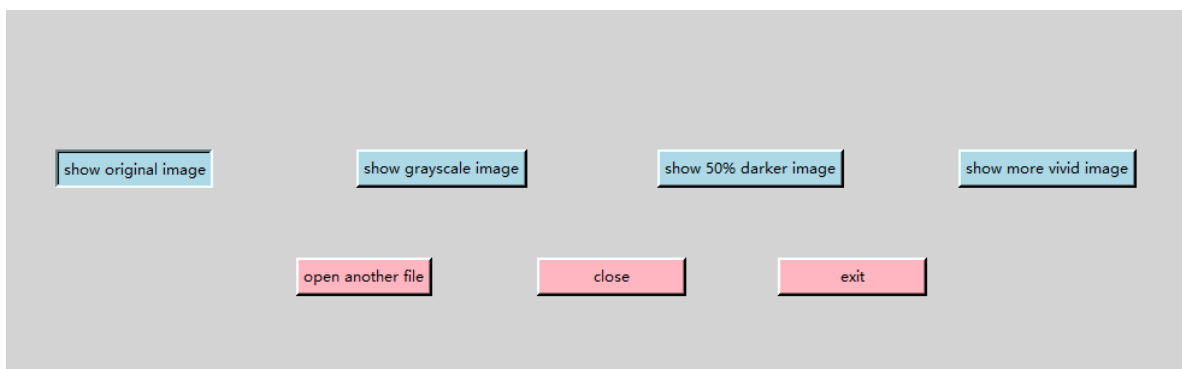 show original image
show grayscale image
show 50% darker image
show more vivid image
open another file
close
exit